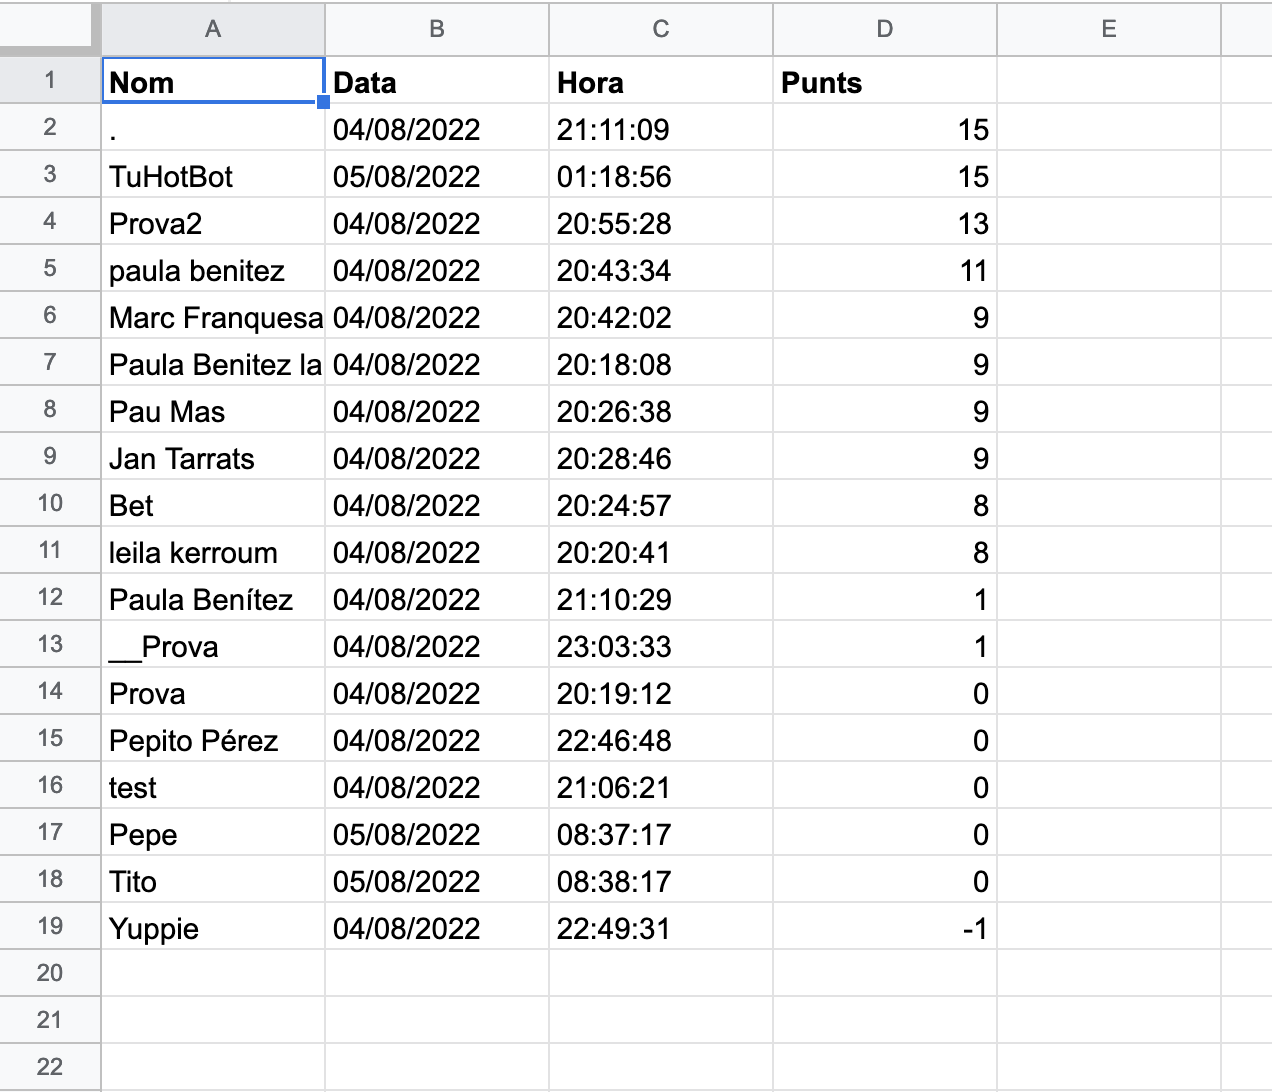 A B C D E
1 Nom Data Hora Punts
2 . 04/08/2022 21:11:09 15
3 TuHotBot 05/08/2022 01:18:56 15
4 Prova2 04/08/2022 20:55:28 13
5 paula benitez 04/08/2022 20:43:34 11
6 Marc Franquesa 04/08/2022 20:42:02 9
7 Paula Benitez la 04/08/2022 20:18:08 9
8 Pau Mas 04/08/2022 20:26:38 9
9 Jan Tarrats 04/08/2022 20:28:46 9
10 Bet 04/08/2022 20:24:57 8
11 leila kerroum 04/08/2022 20:20:41 8
12 Paula Benítez 04/08/2022 21:10:29 1
13 __Prova 04/08/2022 23:03:33 1
14 Prova 04/08/2022 20:19:12 0
15 Pepito Pérez 04/08/2022 22:46:48 0
16 test 04/08/2022 21:06:21 0
17 Pepe 05/08/2022 08:37:17 0
18 Tito 05/08/2022 08:38:17 0
19 Yuppie 04/08/2022 22:49:31 -1
20
21
22